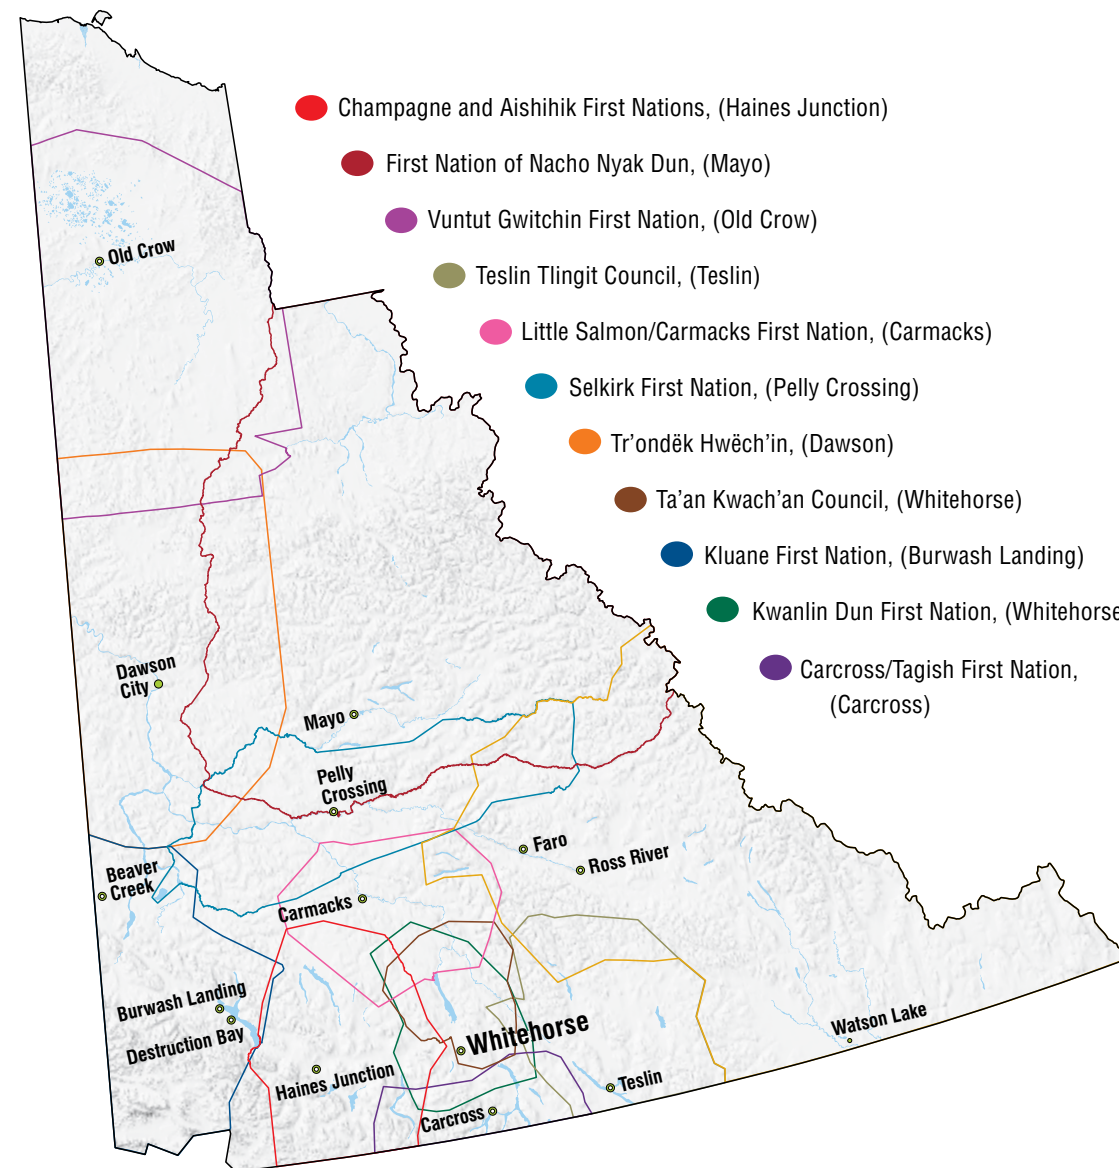 Champagne and Aishihik First Nations, (Haines Junction)
First Nation of Nacho Nyak Dun, (Mayo)
Vuntut Gwitchin First Nation, (Old Crow)
Old Crow
Teslin Tlingit Council, (Teslin)
Little Salmon/Carmacks First Nation, (Carmacks)
Selkirk First Nation, (Pelly Crossing)
Tr'ondëk Hwëch'in, (Dawson)
Ta'an Kwach'an Council, (Whitehorse)
Kluane First Nation, (Burwash Landing)
Kwanlin Dun First Nation, (Whitehorse
Carcross/Tagish First Nation,
(Carcross)
Dawson
City
Mayo
Pelly
Crossing
Faro
Ross River
Beaver
Creek
Carmacks
Burwash Landing
Destruction Bay
Whitehorse
Watson Lake
Haines Junction
Teslin
Carcross